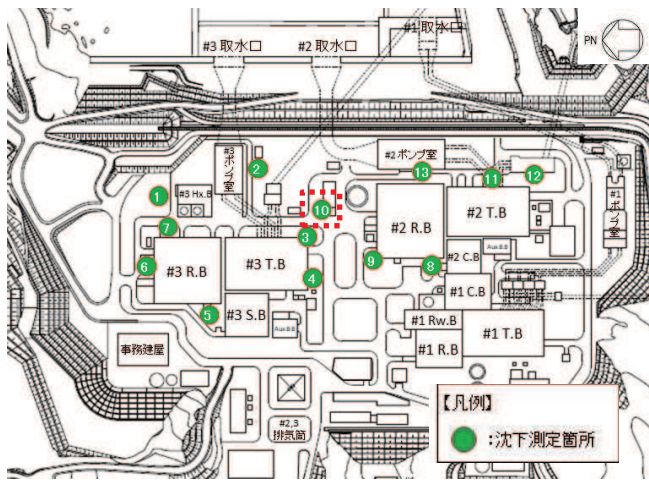 #1 取水口
#3 取水口
#2 取水口
PN
#3
ポンプ室
#2 ポンプ室
2
13
11
12
1
#3 Hx.B
#1
ポンプ室
10
7
#2 R.B
#2 T.B
3
6
#3 R.B
#3 T.B
4
9
8
#2 C.B
Aux.B.B
#1 C.B
5
#3 S.B
Aux.B.B
#1 Rw.B
#1 T.B
事務建屋
#1 R.B
#2,3
排気筒
【凡例】
:沈下測定箇所